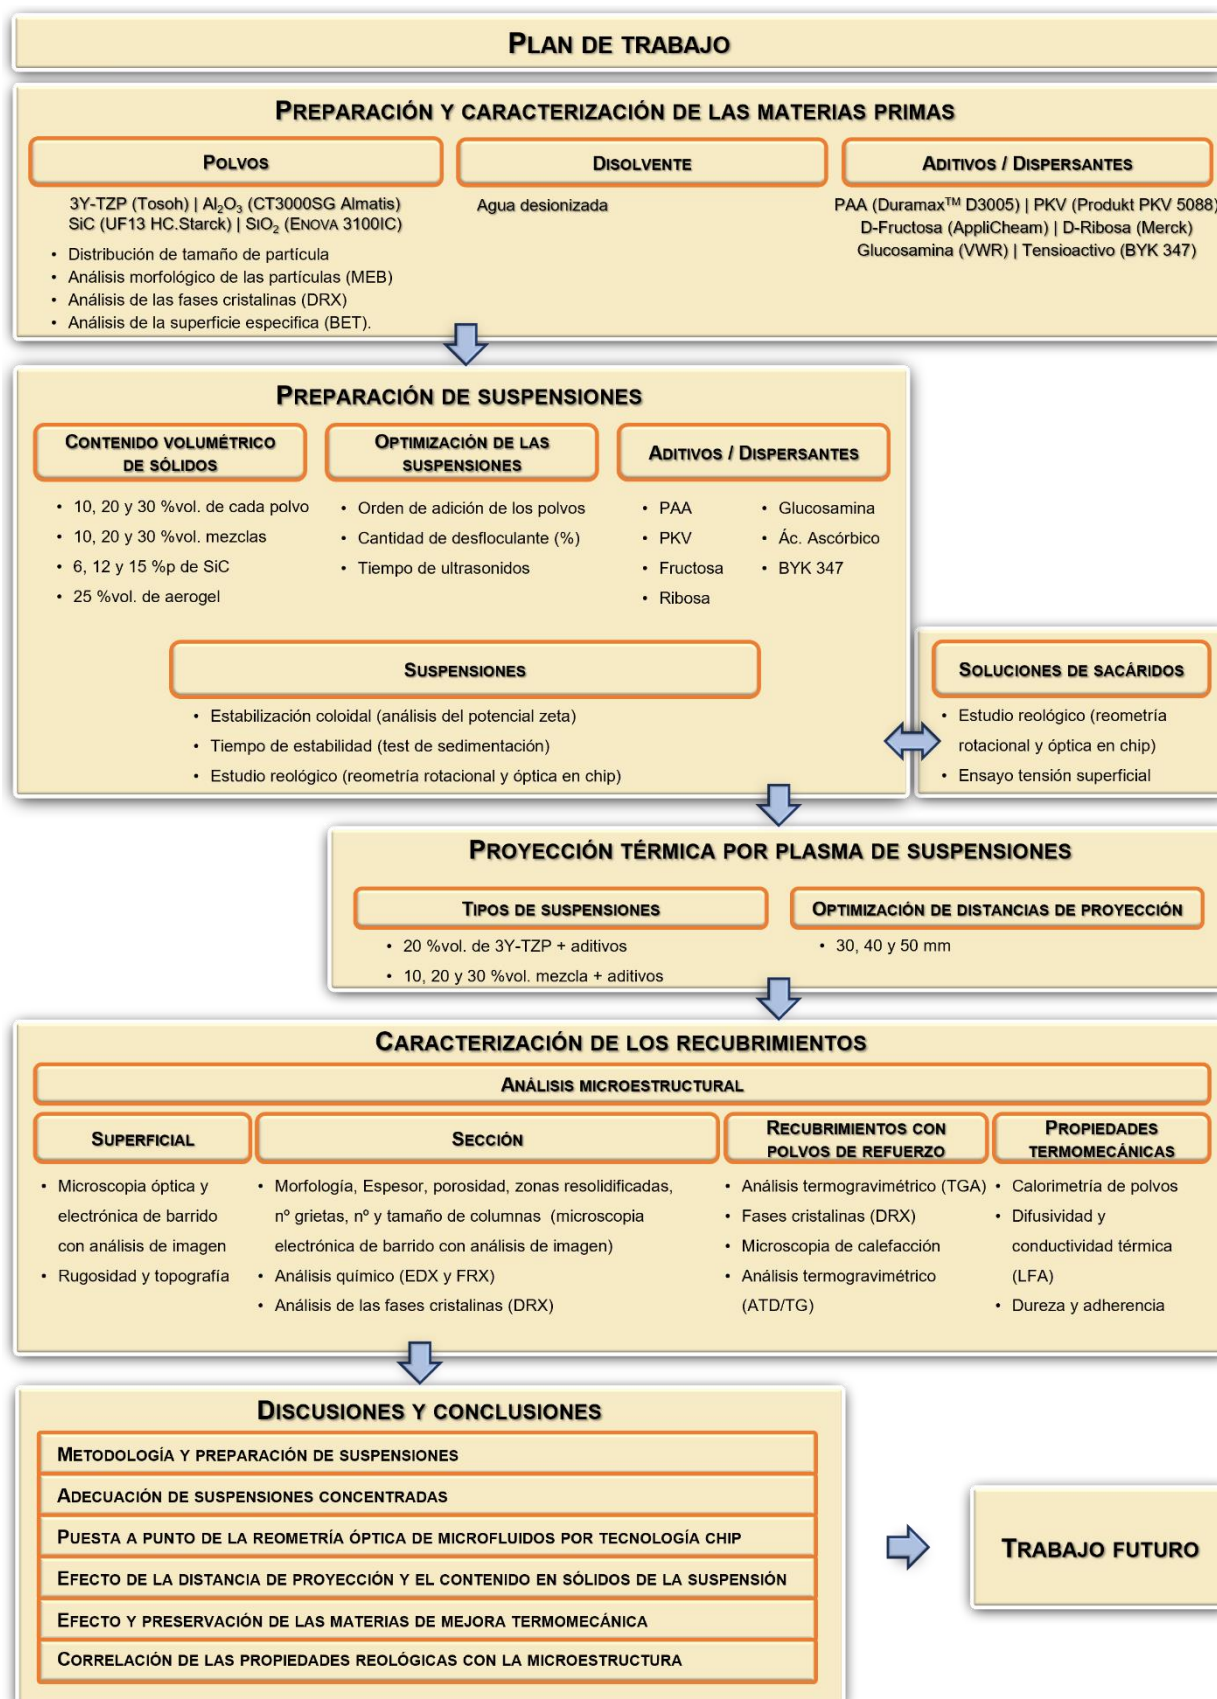 PLAN DE TRABAJO
PREPARACIÓN Y CARACTERIZACIÓN DE LAS MATERIAS PRIMAS
POLVOS
3Y-TZP (Tosoh) | Al₂O₃ (CT3000SG Almatis)
SiC (UF13 HC.Starck) | SiO₂ (ENOVA 3100IC)
• Distribución de tamaño de partícula
• Análisis morfológico de las partículas (MEB)
• Análisis de las fases cristalinas (DRX)
• Análisis de la superficie especifica (BET).
DISOLVENTE
Agua desionizada
ADITIVOS / DISPERSANTES
PAA (Duramax™ D3005) | PKV (Produkt PKV 5088)
D-Fructosa (AppliCheam) | D-Ribosa (Merck)
Glucosamina (VWR) | Tensioactivo (BYK 347)
PREPARACIÓN DE SUSPENSIONES
CONTENIDO VOLUMÉTRICO
DE SÓLIDOS
• 10, 20 y 30 %vol. de cada polvo
• 10, 20 y 30 %vol. mezclas
• 6, 12 y 15 %p de SiC
• 25 %vol. de aerogel
OPTIMIZACIÓN DE LAS
SUSPENSIONES
• Orden de adición de los polvos
• Cantidad de desfloculante (%)
• Tiempo de ultrasonidos
ADITIVOS / DISPERSANTES
• PAA
• PKV
• Fructosa
• Ribosa
• Glucosamina
• Ác. Ascórbico
• BYK 347
SUSPENSIONES
• Estabilización coloidal (análisis del potencial zeta)
• Tiempo de estabilidad (test de sedimentación)
• Estudio reológico (reometría rotacional y óptica en chip)
SOLUCIONES DE SACÁRIDOS
• Estudio reológico (reometría
rotacional y óptica en chip)
• Ensayo tensión superficial
PROYECCIÓN TÉRMICA POR PLASMA DE SUSPENSIONES
TIPOS DE SUSPENSIONES
• 20 %vol. de 3Y-TZP + aditivos
• 10, 20 y 30 %vol. mezcla + aditivos
OPTIMIZACIÓN DE DISTANCIAS DE PROYECCIÓN
• 30, 40 y 50 mm
CARACTERIZACIÓN DE LOS RECUBRIMIENTOS
ANÁLISIS MICROESTRUCTURAL
SUPERFICIAL
• Microscopia óptica y
electrónica de barrido
con análisis de imagen
• Rugosidad y topografía
SECCIÓN
• Morfología, Espesor, porosidad, zonas resolidificadas,
nº grietas, nº y tamaño de columnas (microscopia
electrónica de barrido con análisis de imagen)
• Análisis químico (EDX y FRX)
• Análisis de las fases cristalinas (DRX)
RECUBRIMIENTOS CON
POLVOS DE REFUERZO
• Análisis termogravimétrico (TGA)
• Fases cristalinas (DRX)
• Microscopia de calefacción
• Análisis termogravimétrico
(ATD/TG)
PROPIEDADES
TERMOMECÁNICAS
• Calorimetría de polvos
• Difusividad y
conductividad térmica
(LFA)
• Dureza y adherencia
DISCUSIONES Y CONCLUSIONES
METODOLOGÍA Y PREPARACIÓN DE SUSPENSIONES
ADECUACIÓN DE SUSPENSIONES CONCENTRADAS
PUESTA A PUNTO DE LA REOMETRÍA ÓPTICA DE MICROFLUIDOS POR TECNOLOGÍA CHIP
EFECTO DE LA DISTANCIA DE PROYECCIÓN Y EL CONTENIDO EN SÓLIDOS DE LA SUSPENSIÓN
EFECTO Y PRESERVACIÓN DE LAS MATERIAS DE MEJORA TERMOMECÁNICA
CORRELACIÓN DE LAS PROPIEDADES REOLÓGICAS CON LA MICROESTRUCTURA
TRABAJO FUTURO